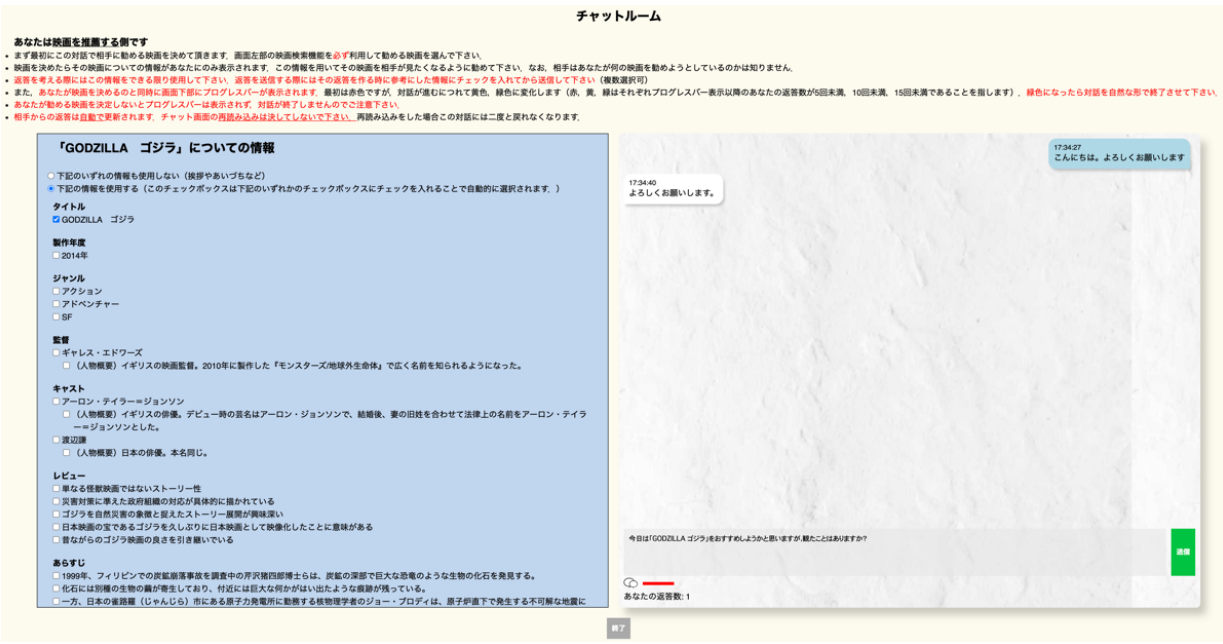 チャットルーム
あなたは映画を推薦する側です
• まず最初にこの対話で相手に勧める映画を決めて頂きます。画面左部の映画検索機能を必ず利用して勧める映画を選んで下さい。
• 映画を決めたらその映画についての情報があなたにのみ表示されます。この情報を用いてその映画を相手が見たくなるように勧めて下さい。なお、相手はあなたが何の映画を勧めようとしているのかは知りません。
• 返答を考える際にはこの情報をできる限り使用して下さい。返答を送信する際にはその返答を作る時に参考にした情報にチェックを入れてから送信して下さい（複数選択可）
• また、あなたが映画を決めるのと同時に画面下部にプログレスバーが表示されます。最初は赤色ですが、対話が進むにつれて黄色、緑色に変化します（赤、黄、緑はそれぞれプログレスバー表示以降のあなたの返答数が5回未満、10回未満、15回未満であることを指します）。緑色になったら対話を自然な形で終了させて下さい。
• あなたが勧める映画を決定しないとプログレスバーは表示されず、対話が終了しませんのでご注意下さい。
• 相手からの返答は自動で更新されます。チャット画面の再読み込みは決してしないで下さい。再読み込みをした場合この対話には二度と戻れなくなります。
「GODZILLA　ゴジラ」についての情報
下記のいずれの情報も使用しない（挨拶やあいづちなど）
下記の情報を使用する（このチェックボックスは下記のいずれかのチェックボックスにチェックを入れることで自動的に選択されます。）
タイトル
GODZILLA　ゴジラ
製作年度
2014年
ジャンル
アクション
アドベンチャー
SF
監督
ギャレス・エドワーズ
（人物概要）イギリスの映画監督。2010年に製作した『モンスターズ/地球外生命体』で広く名前を知られるようになった。
キャスト
アーロン・テイラー＝ジョンソン
（人物概要）イギリスの俳優。デビュー時の芸名はアーロン・ジョンソンで、結婚後、妻の旧姓を合わせて法律上の名前をアーロン・テイラ
ー＝ジョンソンとした。
渡辺謙
（人物概要）日本の俳優。本名同じ。
レビュー
単なる怪獣映画ではないストーリー性
災害対策に準えた政府組織の対応が具体的に描かれている
ゴジラを自然災害の象徴と捉えたストーリー展開が興味深い
日本映画の宝であるゴジラを久しぶりに日本映画として映像化したことに意味がある
昔ながらのゴジラ映画の良さを引き継いでいる
あらすじ
1999年、フィリピンでの炭鉱崩落事故を調査中の芹沢猪四郎博士らは、炭鉱の深部で巨大な恐竜のような生物の化石を発見する。
化石には別種の生物の繭が寄生しており、付近には巨大な何かがはい出たような痕跡が残っている。
一方、日本の雀路羅（じゃんじら）市にある原子力発電所に勤務する核物理学者のジョー・ブロディは、原子炉直下で発生する不可解な地震に
17:34:27
こんにちは。よろしくお願いします
17:34:40
よろしくお願いします。
今日は「GODZILLA ゴジラ」をおすすめしようかと思いますが、観たことはありますか?
送信
あなたの返答数: 1
終了